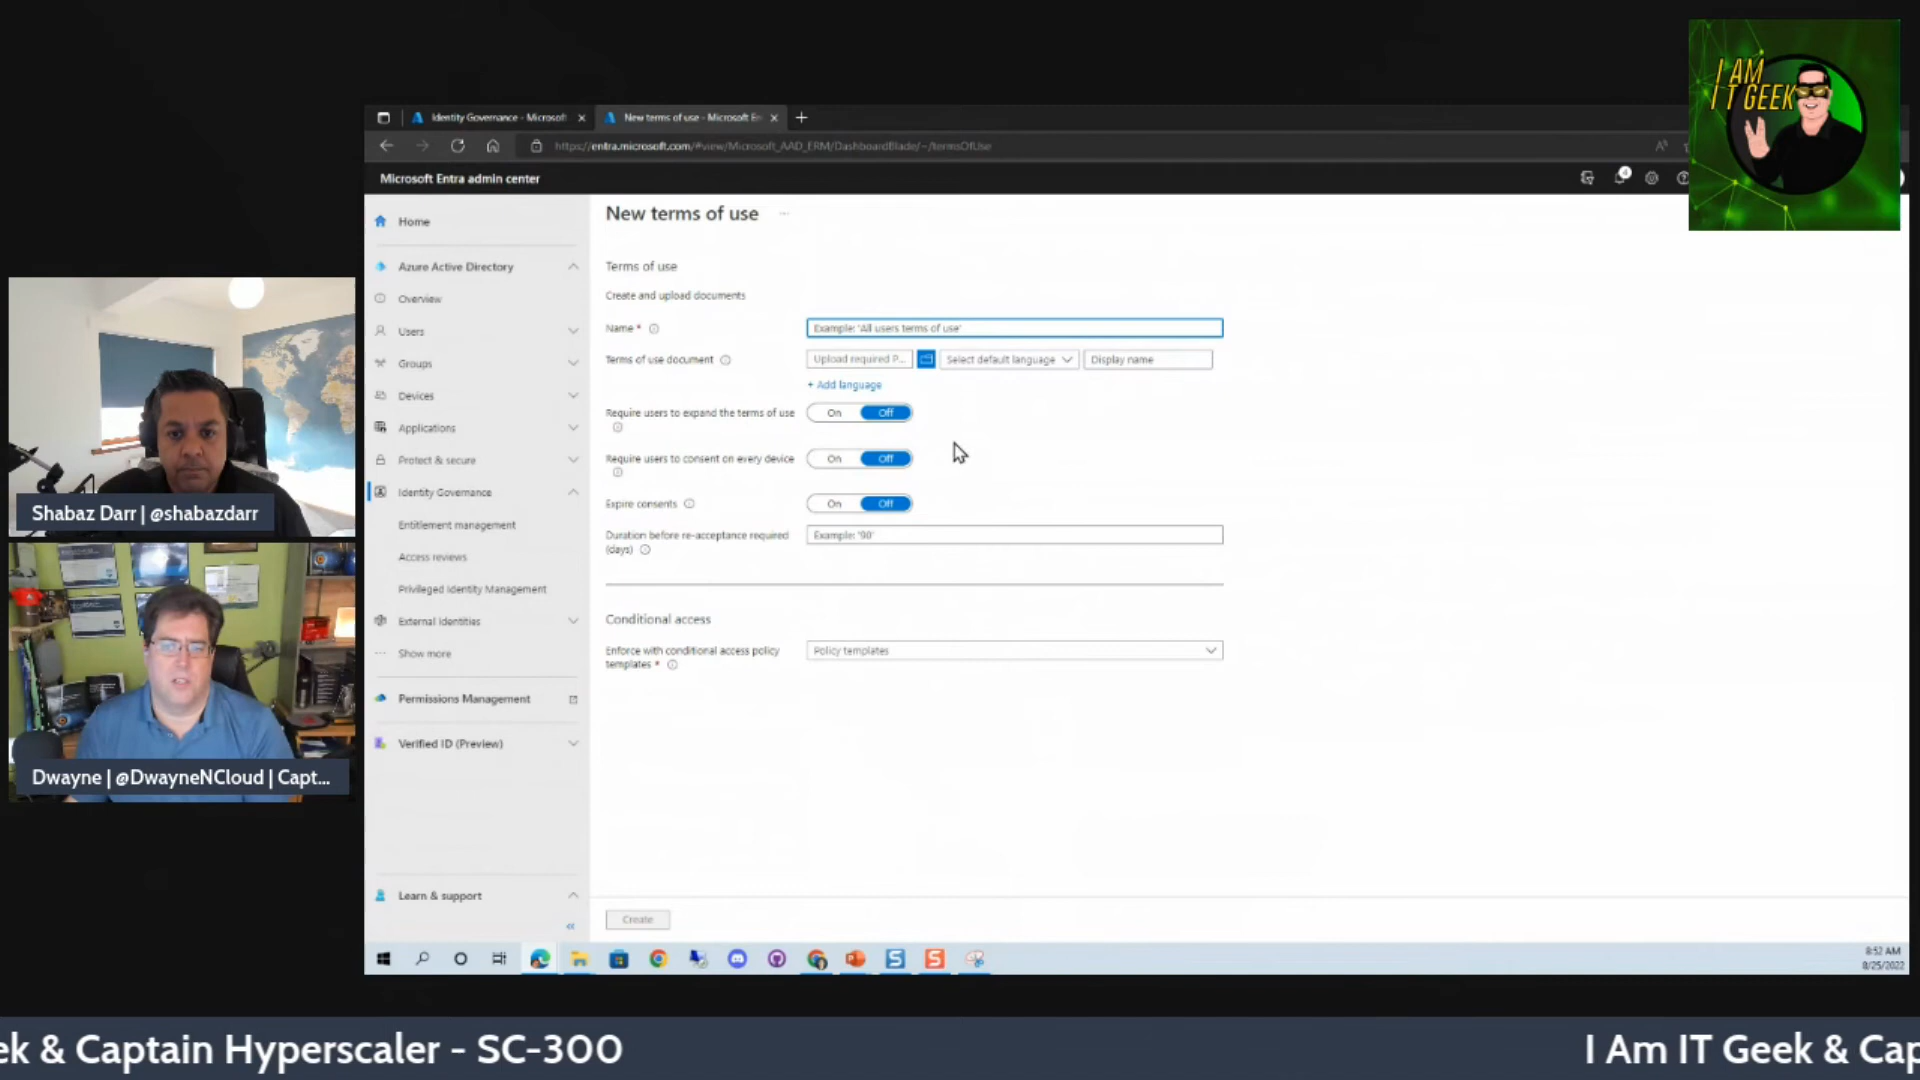 I AM
IT GEEK
Identity Governance - Microsoft
New terms of use - Microsoft En
https://entra.microsoft.com/#view/Microsoft_AAD_ERM/DashboardBlade/~/termsOfUse
Microsoft Entra admin center
Home
Azure Active Directory
Overview
Users
Groups
Devices
Applications
Protect & secure
Identity Governance
Entitlement management
Access reviews
Privileged Identity Management
External Identities
Show more
Permissions Management
Verified ID (Preview)
Learn & support
New terms of use
Terms of use
Create and upload documents
Name *
Example: 'All users terms of use'
Terms of use document
Upload required P...
Select default language
Display name
+ Add language
Require users to expand the terms of use
On Off
Require users to consent on every device
On Off
Expire consents
On Off
Duration before re-acceptance required
(days)
Example: '90'
Conditional access
Enforce with conditional access policy
templates *
Policy templates
Create
8:52 AM
8/25/2022
Shabaz Darr | @shabazdarr
Dwayne | @DwayneNCloud | Capt...
ek & Captain Hyperscaler - SC-300
I Am IT Geek & Cap